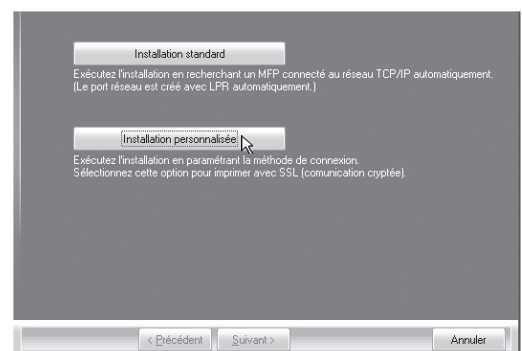 Installation standard
Exécutez l'installation en recherchant un MFP connecté au réseau TCP/IP automatiquement.
(Le port réseau est créé avec LPR automatiquement.)
Installation personnalisée
Exécutez l'installation en paramétrant la méthode de connexion.
Sélectionnez cette option pour imprimer avec SSL (comunication cryptée).
< Précédent
Suivant >
Annuler